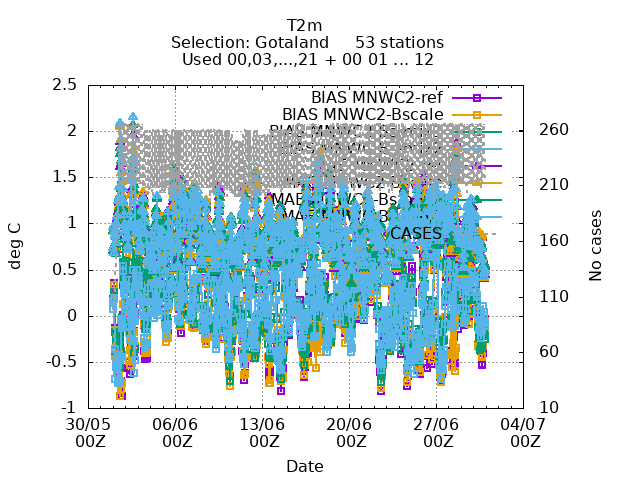 T2m
Selection: Gotaland 53 stations
Used 00,03,...,21 + 00 01 ... 12
2.5
2
1.5
1
0.5
0
-0.5
-1
deg C
BIAS MNWC2-ref
BIAS MNWC2-Bscale
CASES
260
210
160
110
60
10
No cases
30/05 06/06 13/06 20/06 27/06 04/07
00Z 00Z 00Z 00Z 00Z 00Z
Date